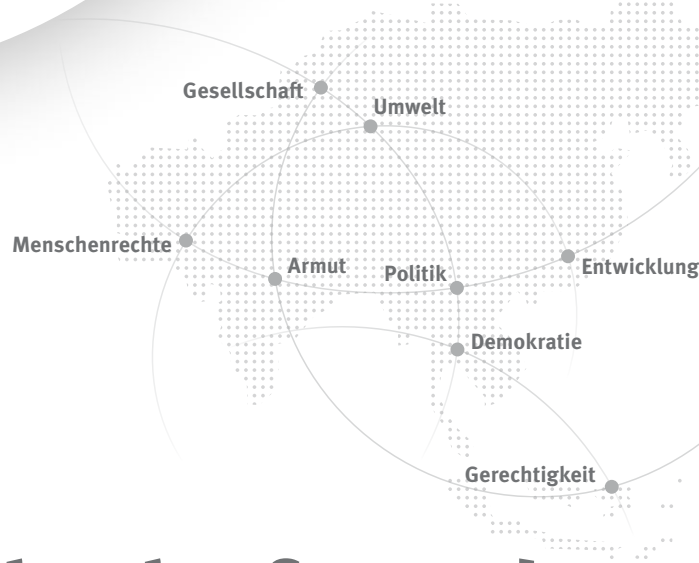 Gesellschaft
Umwelt
Menschenrechte
Armut
Politik
Entwicklung
Demokratie
Gerechtigkeit